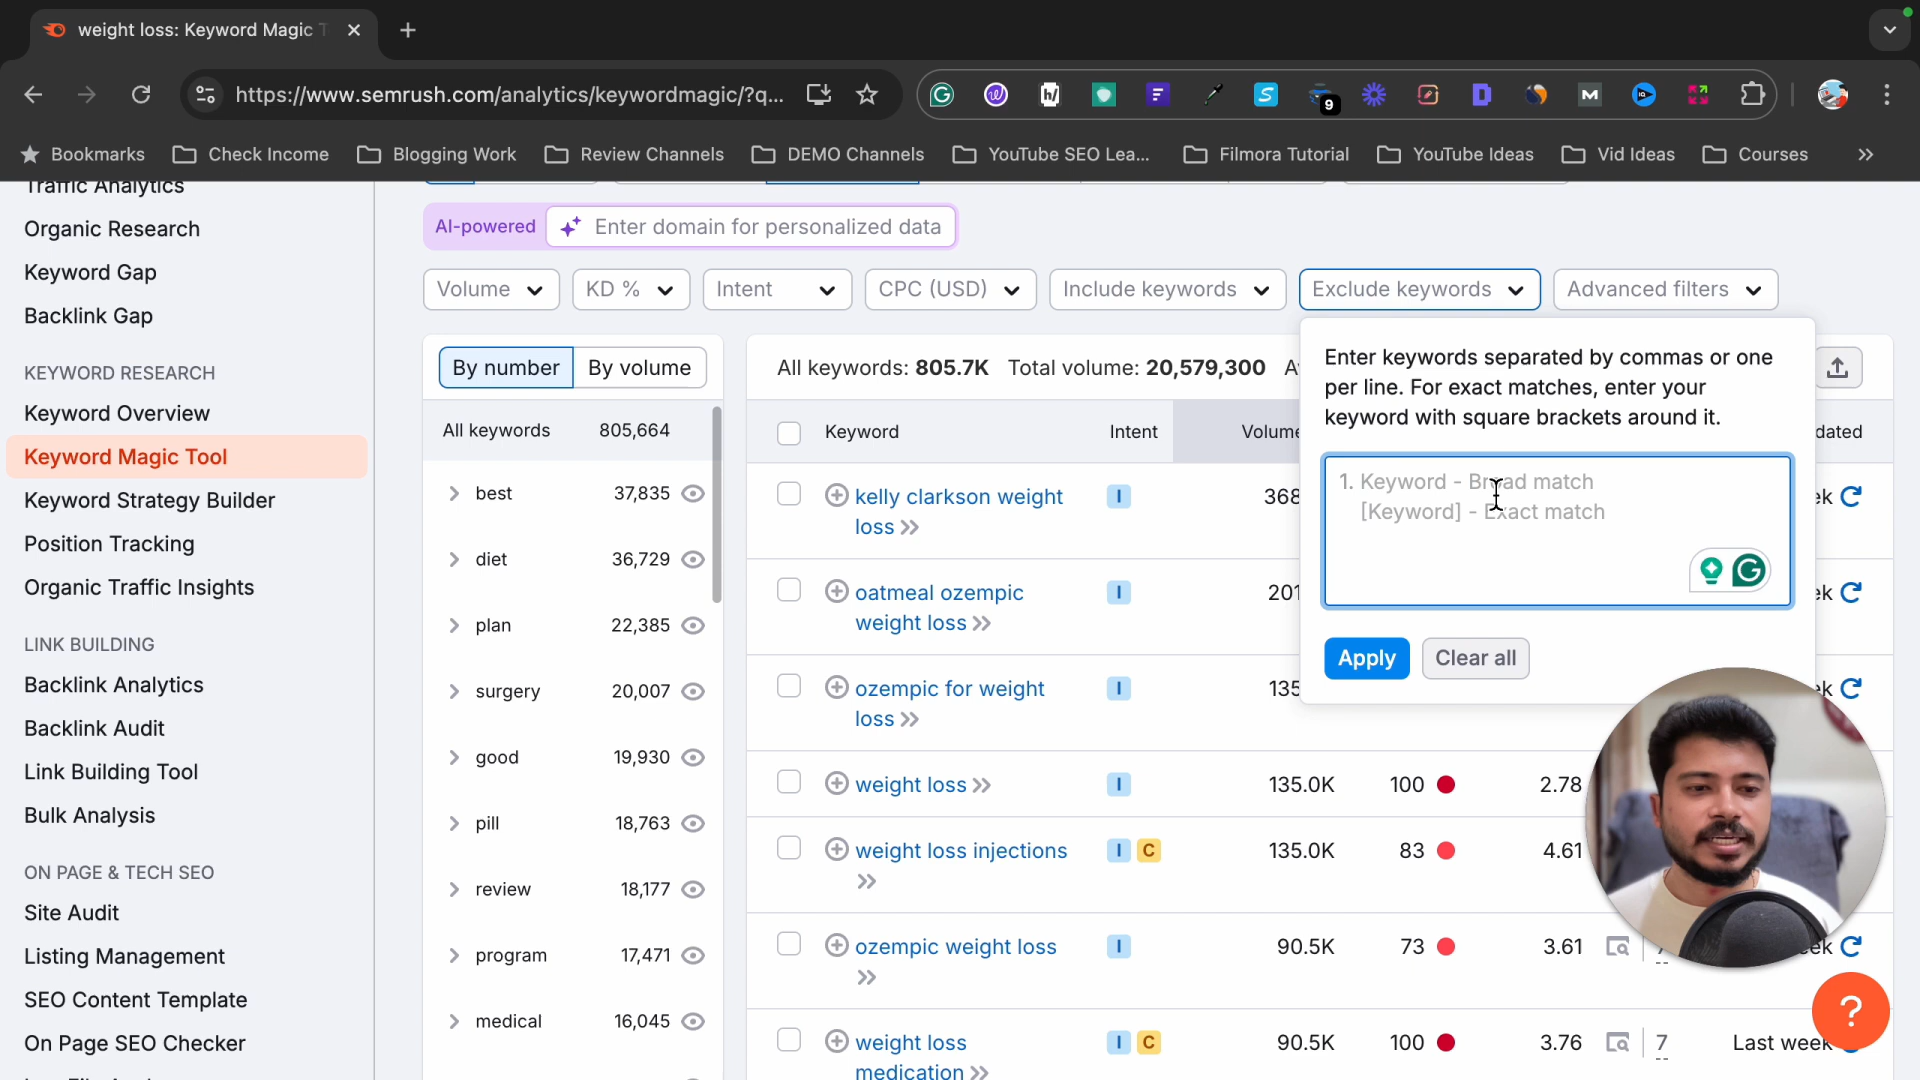 weight loss: Keyword Magic
https://www.semrush.com/analytics/keywordmagic/?q...
9
Bookmarks
Check Income
Blogging Work
Review Channels
DEMO Channels
YouTube SEO Lea...
Filmora Tutorial
YouTube Ideas
Vid Ideas
Courses
Traffic Analytics
Organic Research
Keyword Gap
Backlink Gap
KEYWORD RESEARCH
Keyword Overview
Keyword Magic Tool
Keyword Strategy Builder
Position Tracking
Organic Traffic Insights
LINK BUILDING
Backlink Analytics
Backlink Audit
Link Building Tool
Bulk Analysis
ON PAGE & TECH SEO
Site Audit
Listing Management
SEO Content Template
On Page SEO Checker
AI-powered
Enter domain for personalized data
Volume
KD %
Intent
CPC (USD)
Include keywords
Exclude keywords
Advanced filters
By number
By volume
All keywords 805,664
best 37,835
diet 36,729
plan 22,385
surgery 20,007
good 19,930
pill 18,763
review 18,177
program 17,471
medical 16,045
All keywords: 805.7K Total volume: 20,579,300
Keyword Intent Volume
kelly clarkson weight
loss
I 368
oatmeal ozempic
weight loss
I 201
ozempic for weight
loss
I 135
weight loss I 135.0K 100 2.78
weight loss injections I C 135.0K 83 4.61
ozempic weight loss I 90.5K 73 3.61
weight loss
medication
I C 90.5K 100 3.76 7 Last week
Enter keywords separated by commas or one
per line. For exact matches, enter your
keyword with square brackets around it.
1. Keyword - Broad match
[Keyword] - Exact match
Apply
Clear all
?